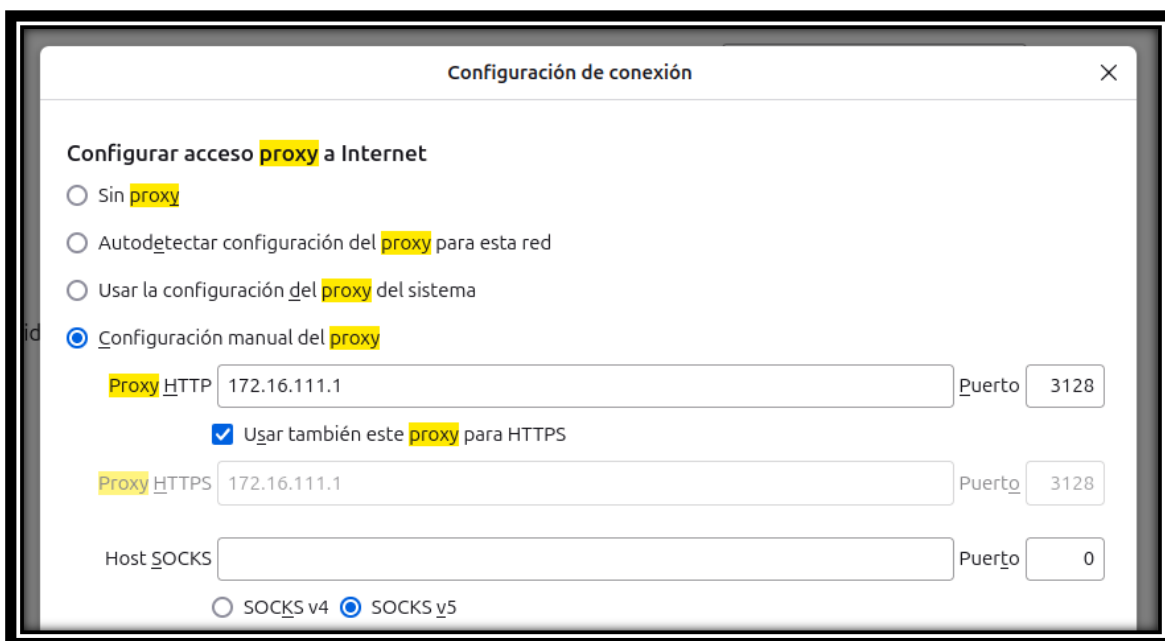 Configuración de conexión
Configurar acceso proxy a Internet
Sin proxy
Autodetectar configuración del proxy para esta red
Usar la configuración del proxy del sistema
id
Configuración manual del proxy
Proxy HTTP 172.16.111.1 Puerto 3128
Usar también este proxy para HTTPS
Proxy HTTPS 172.16.111.1 Puerto 3128
Host SOCKS Puerto 0
SOCKS v4 SOCKS v5